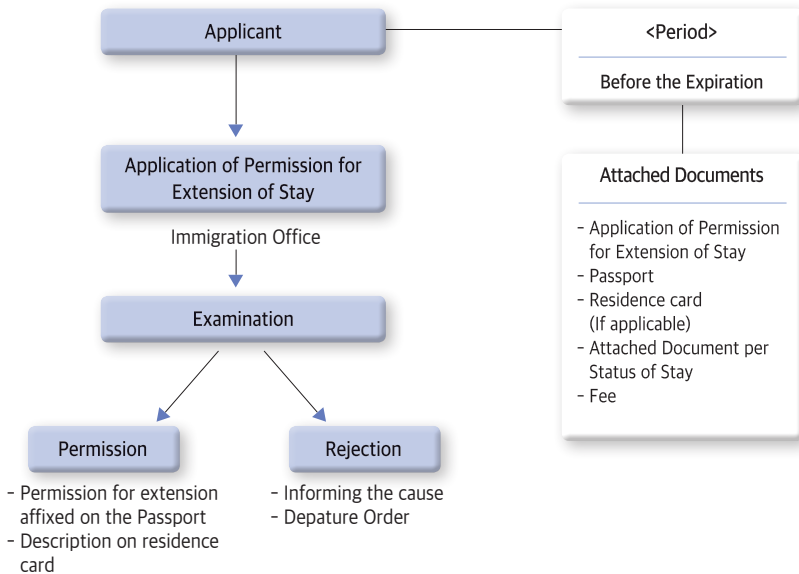 Applicant
<Period>
Before the Expiration
Application of Permission for
Extension of Stay
Immigration Office
Attached Documents
- Application of Permission
for Extension of Stay
- Passport
- Residence card
(If applicable)
- Attached Document per
Status of Stay
- Fee
Examination
Permission
- Permission for extension
affixed on the Passport
- Description on residence
card
Rejection
- Informing the cause
- Depature Order